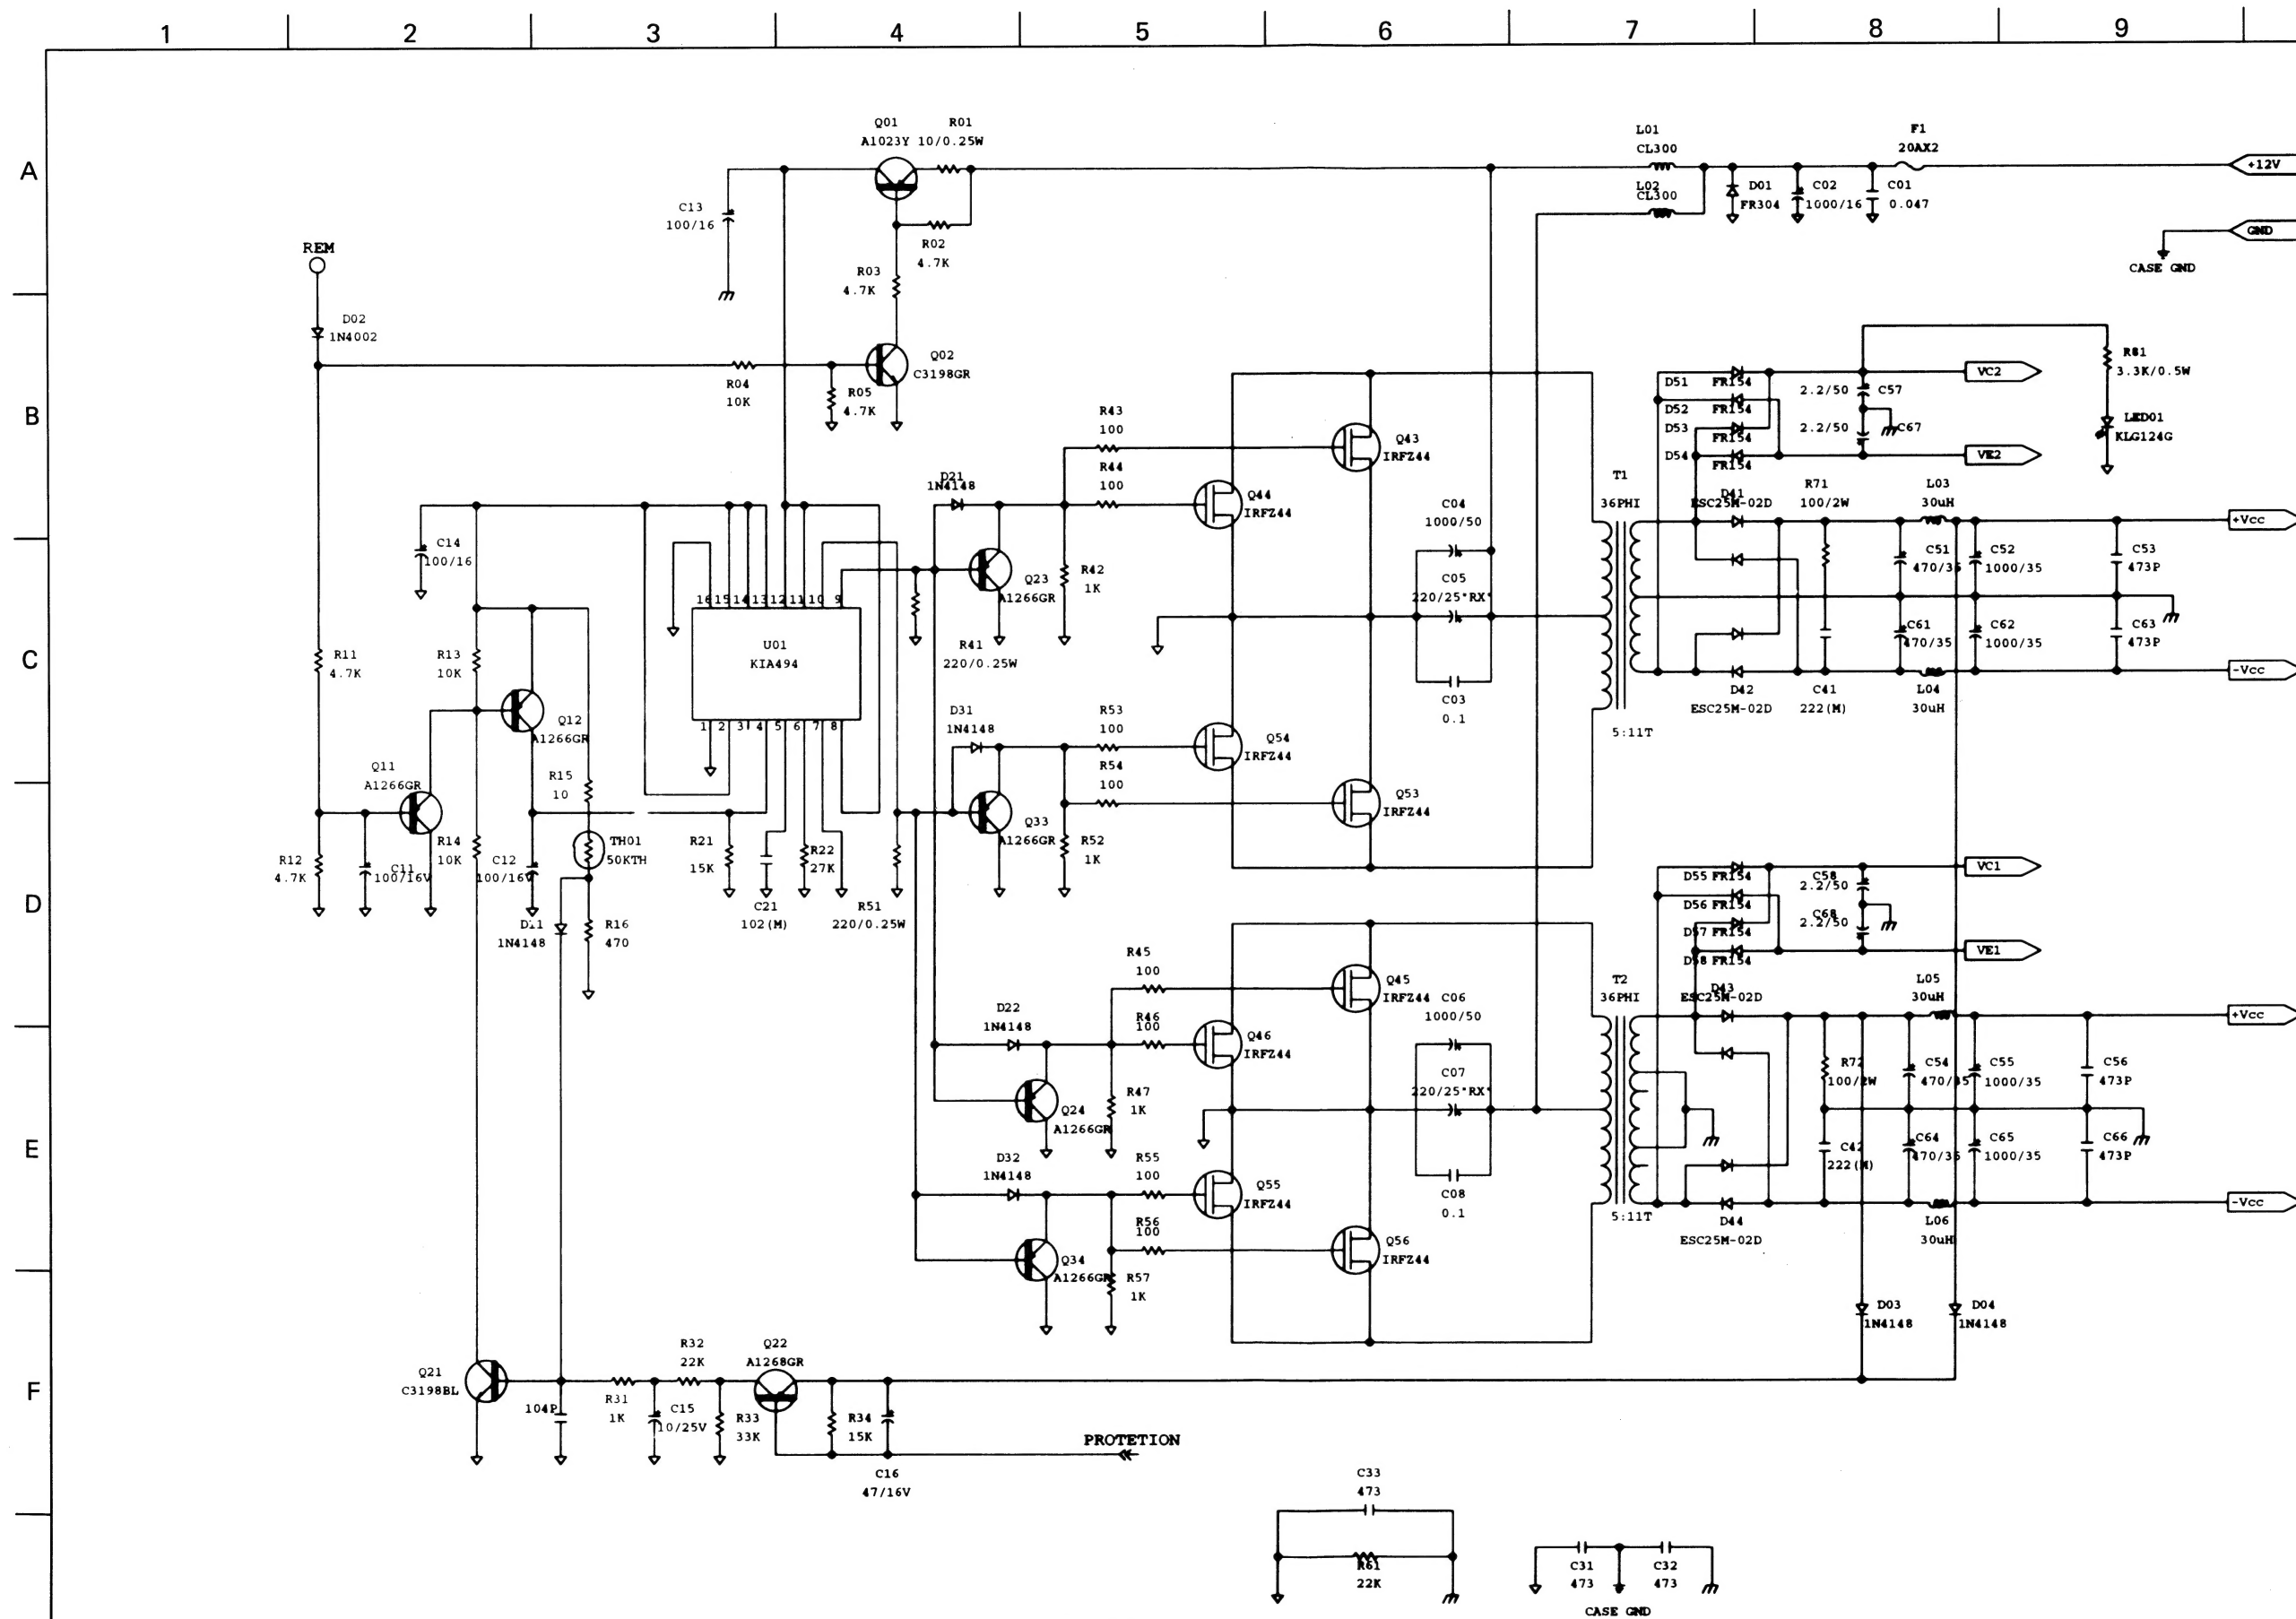 1 2 3 4 5 6 7 8 9
A
B
C
D
E
F
Q01 R01
A1023Y 10/0.25W
C13
100/16
R02
4.7K
R03
4.7K
L01
CL300
L02
CL300
D01
FR304
C02
1000/16
C01
0.047
F1
20AX2
+12V
GND
CASE GND
REM
D02
1N4002
R04
10K
R05
4.7K
Q02
C3198GR
R43
100
R44
100
Q43
IRFZ44
Q44
IRFZ44
D21
1N4148
D51 FR154
D52 FR154
D53 FR154
D54 FR154
2.2/50 C57
2.2/50 C67
VC2
VE2
R81
3.3K/0.5W
LED01
KLG124G
T1
36PHI
D41
ESC25M-02D
R71
100/2W
L03
30uH
+Vcc
C14
100/16
Q23
A1266GR
R42
1K
C04
1000/50
C05
220/25"RX"
C03
0.1
C51
470/35
C52
1000/35
C53
473P
C61
470/35
C62
1000/35
C63
473P
-Vcc
16 15 14 13 12 11 10 9
U01
KIA494
1 2 3 4 5 6 7 8
R41
220/0.25W
R11
4.7K
R13
10K
Q12
A1266GR
D31
1N4148
R53
100
R54
100
Q54
IRFZ44
Q53
IRFZ44
5:11T
D42
ESC25M-02D
C41
222(M)
L04
30uH
Q11
A1266GR
R15
10
R12
4.7K
C11
100/16V
R14
10K
C12
100/16V
TH01
50KTH
R21
15K
R22
27K
Q33
A1266GR
R52
1K
D11
1N4148
R16
470
C21
102(M)
R51
220/0.25W
D55 FR154
D56 FR154
D57 FR154
D58 FR154
C58
2.2/50
C68
2.2/50
VC1
VE1
R45
100
R46
100
Q45
IRFZ44
Q46
IRFZ44
D22
1N4148
C06
1000/50
C07
220/25"RX"
C08
0.1
T2
36PHI
D43
ESC25M-02D
L05
30uH
+Vcc
R72
100/2W
C54
470/35
C55
1000/35
C56
473P
Q24
A1266GR
R47
1K
C42
222(M)
C64
470/35
C65
1000/35
C66
473P
D32
1N4148
R55
100
R56
100
Q55
IRFZ44
Q56
IRFZ44
5:11T
D44
ESC25M-02D
L06
30uH
-Vcc
Q34
A1266GR
R57
1K
D03
1N4148
D04
1N4148
Q21
C3198BL
104P
R31
1K
R32
22K
C15
10/25V
R33
33K
Q22
A1268GR
R34
15K
C16
47/16V
PROTETION
C33
473
R61
22K
C31
473
C32
473
CASE GND